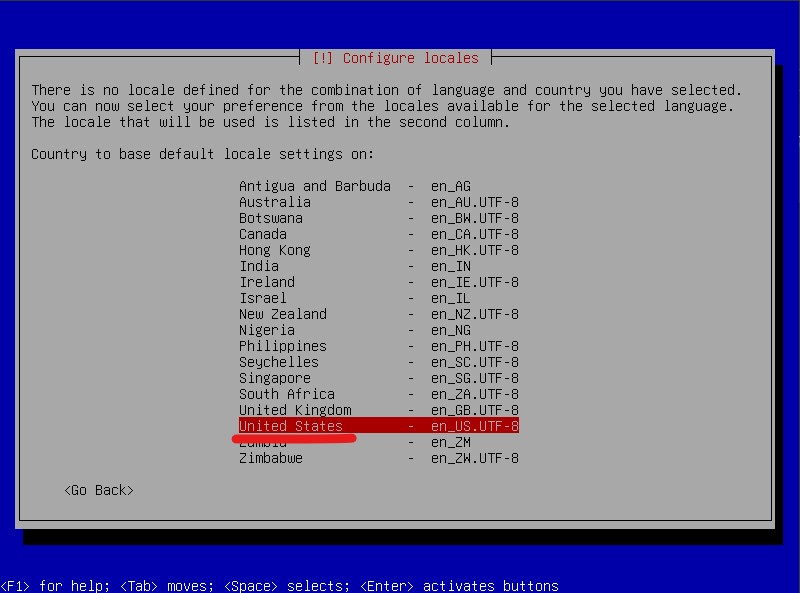 [!] Configure locales
There is no locale defined for the combination of language and country you have selected.
You can now select your preference from the locales available for the selected language.
The locale that will be used is listed in the second column.
Country to base default locale settings on:
Antigua and Barbuda - en_AG
Australia - en_AU.UTF-8
Botswana - en_BW.UTF-8
Canada - en_CA.UTF-8
Hong Kong - en_HK.UTF-8
India - en_IN
Ireland - en_IE.UTF-8
Israel - en_IL
New Zealand - en_NZ.UTF-8
Nigeria - en_NG
Philippines - en_PH.UTF-8
Seychelles - en_SC.UTF-8
Singapore - en_SG.UTF-8
South Africa - en_ZA.UTF-8
United Kingdom - en_GB.UTF-8
United States - en_US.UTF-8
Zambia - en_ZM
Zimbabwe - en_ZW.UTF-8
<Go Back>
<F1> for help; <Tab> moves; <Space> selects; <Enter> activates buttons